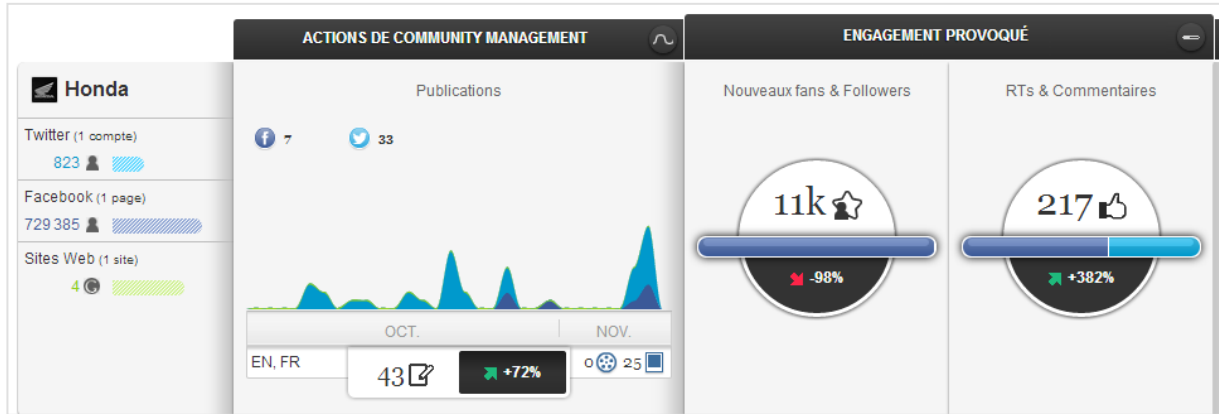 ACTIONS DE COMMUNITY MANAGEMENT
ENGAGEMENT PROVOQUÉ
Honda
Twitter (1 compte)
823
Facebook (1 page)
729 385
Sites Web (1 site)
4
Publications
7
33
OCT.
NOV.
EN, FR
43
+72%
0
25
Nouveaux fans & Followers
11k
-98%
RTs & Commentaires
217
+382%